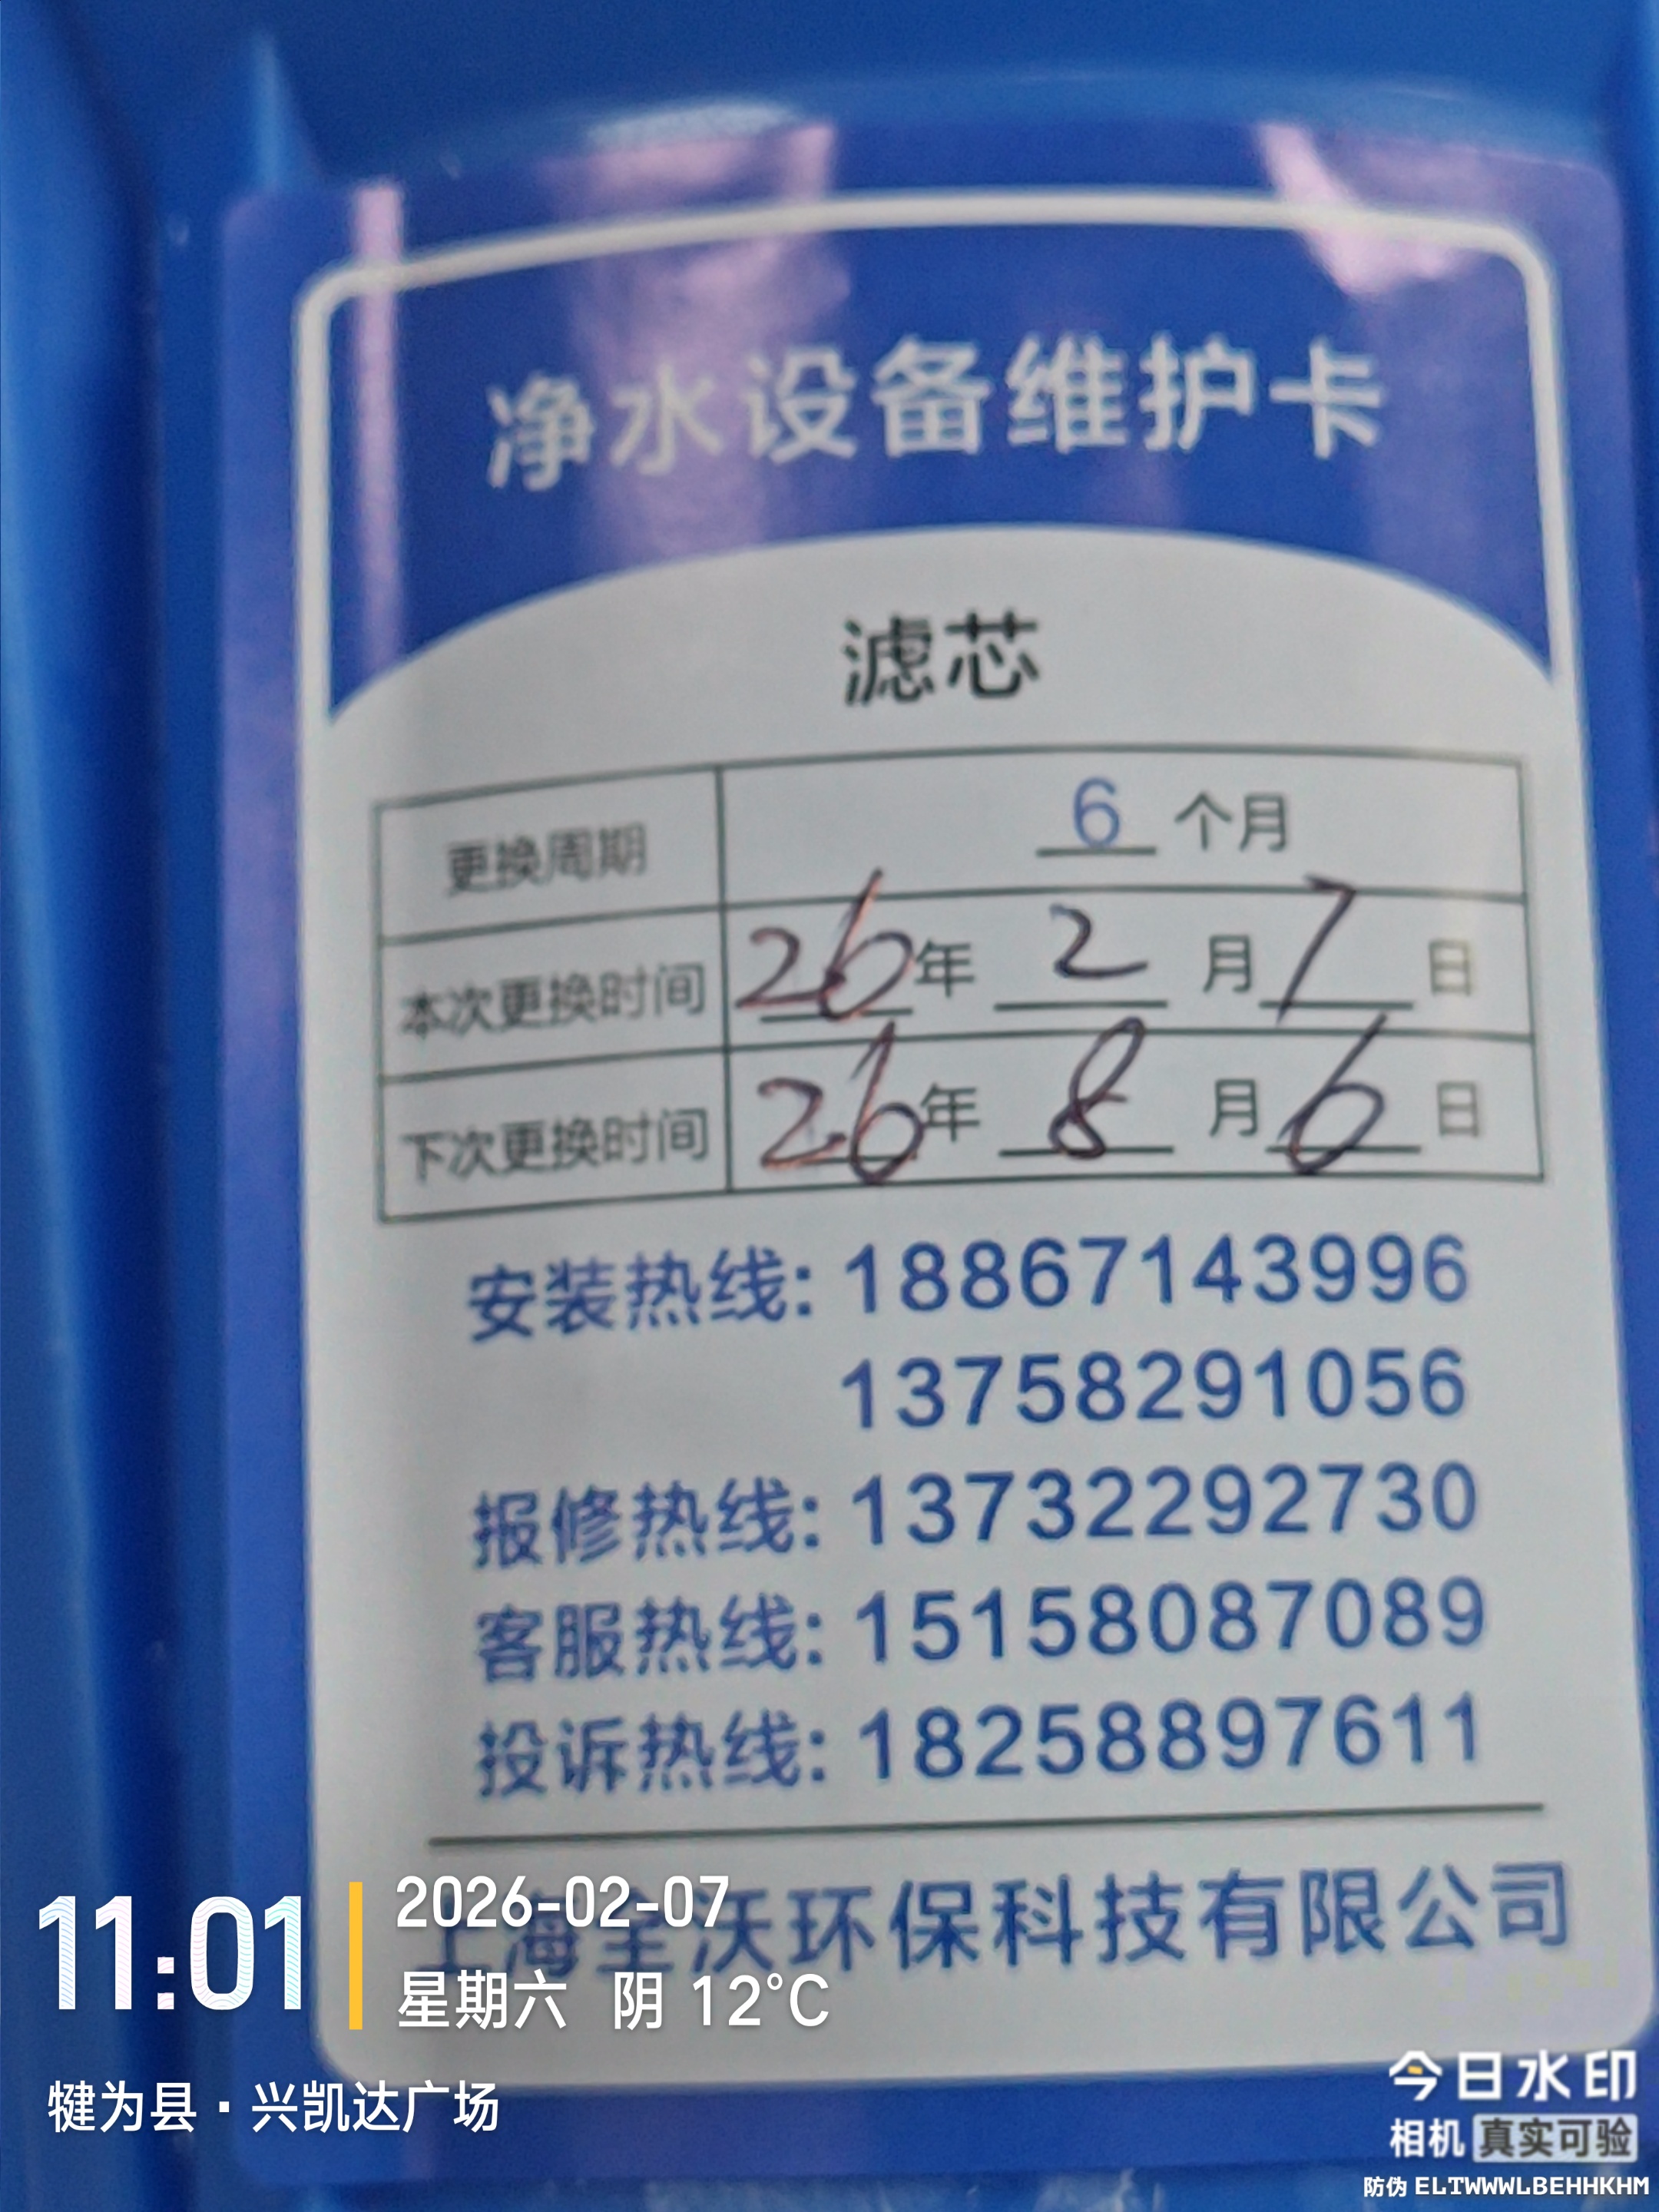 净水设备维护卡
滤芯
更换周期 6 个月
本次更换时间 26年 2 月 7 日
下次更换时间 26年 8 月 6 日
安装热线: 18867143996
13758291056
报修热线: 13732292730
客服热线: 15158087089
投诉热线: 18258897611
上海全沃环保科技有限公司
11:01
2026-02-07
星期六 阴 12°C
犍为县·兴凯达广场
今日水印
相机 真实可验
防伪 ELTWWWLBEHHKHM